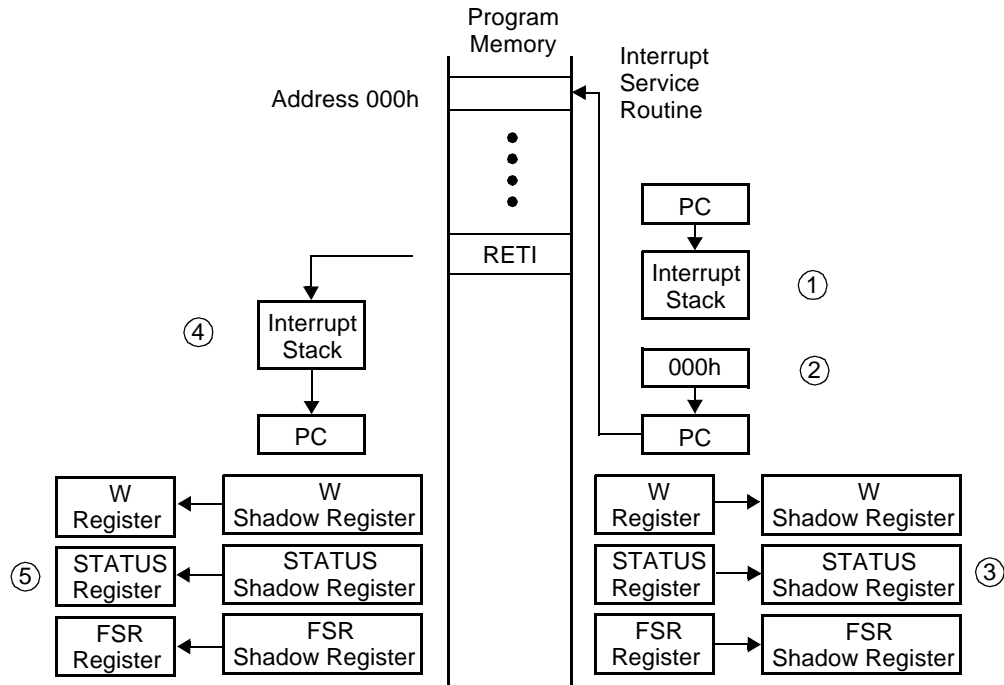 Program
Memory
Interrupt
Service
Routine
Address 000h
PC
RETI
Interrupt
Stack
1
Interrupt
Stack
4
000h
2
PC
PC
W
Register
W
Shadow Register
W
Register
W
Shadow Register
5
STATUS
Register
STATUS
Shadow Register
STATUS
Register
STATUS
Shadow Register
3
FSR
Register
FSR
Shadow Register
FSR
Register
FSR
Shadow Register